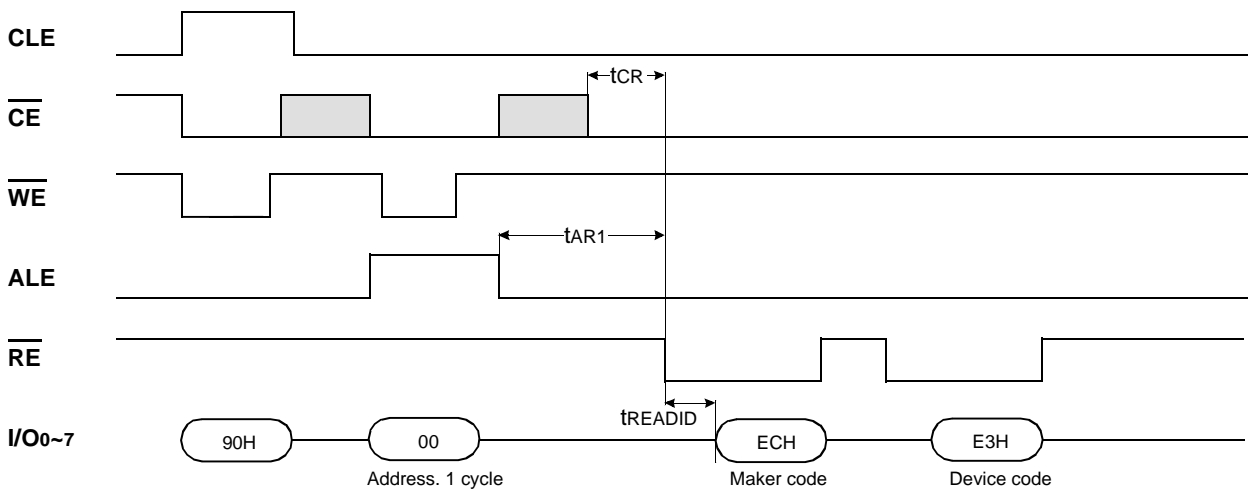 CLE
tCR
CE
WE
tAR1
ALE
RE
tREADID
I/O0~7
90H
00
ECH
E3H
Address. 1 cycle
Maker code
Device code